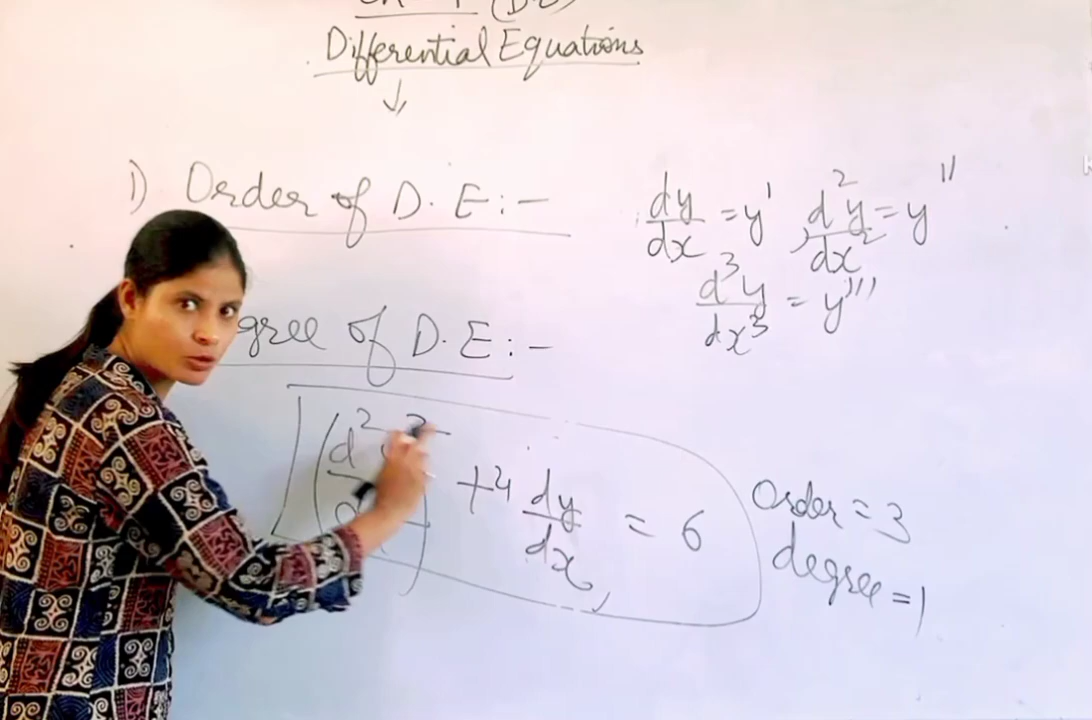 Differential Equations
1) Order of D.E:-
dy/dx = y' , d²y/dx² = y''
d³y/dx³ = y'''
gree of D.E:-
+4 dy/dx = 6
Order = 3
degree = 1